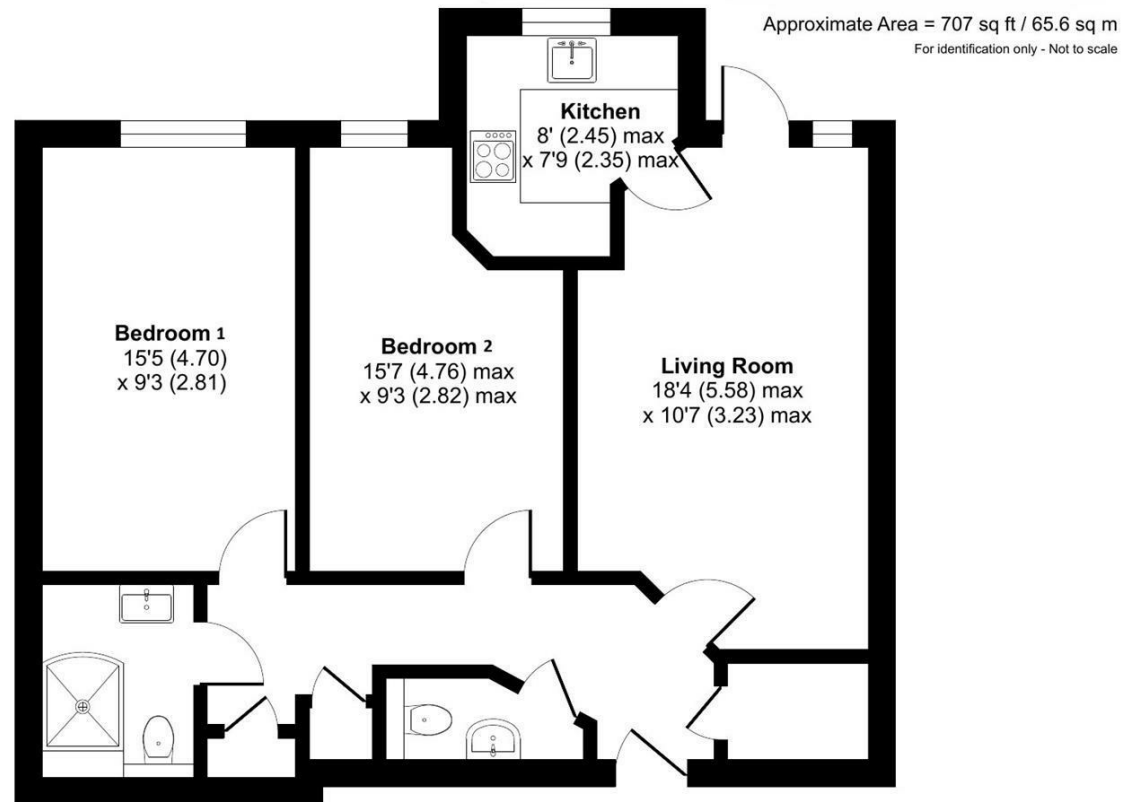 Approximate Area = 707 sq ft / 65.6 sq m
For identification only - Not to scale
Kitchen
8' (2.45) max
x 7'9 (2.35) max
Bedroom 1
15'5 (4.70)
x 9'3 (2.81)
Bedroom 2
15'7 (4.76) max
x 9'3 (2.82) max
Living Room
18'4 (5.58) max
x 10'7 (3.23) max